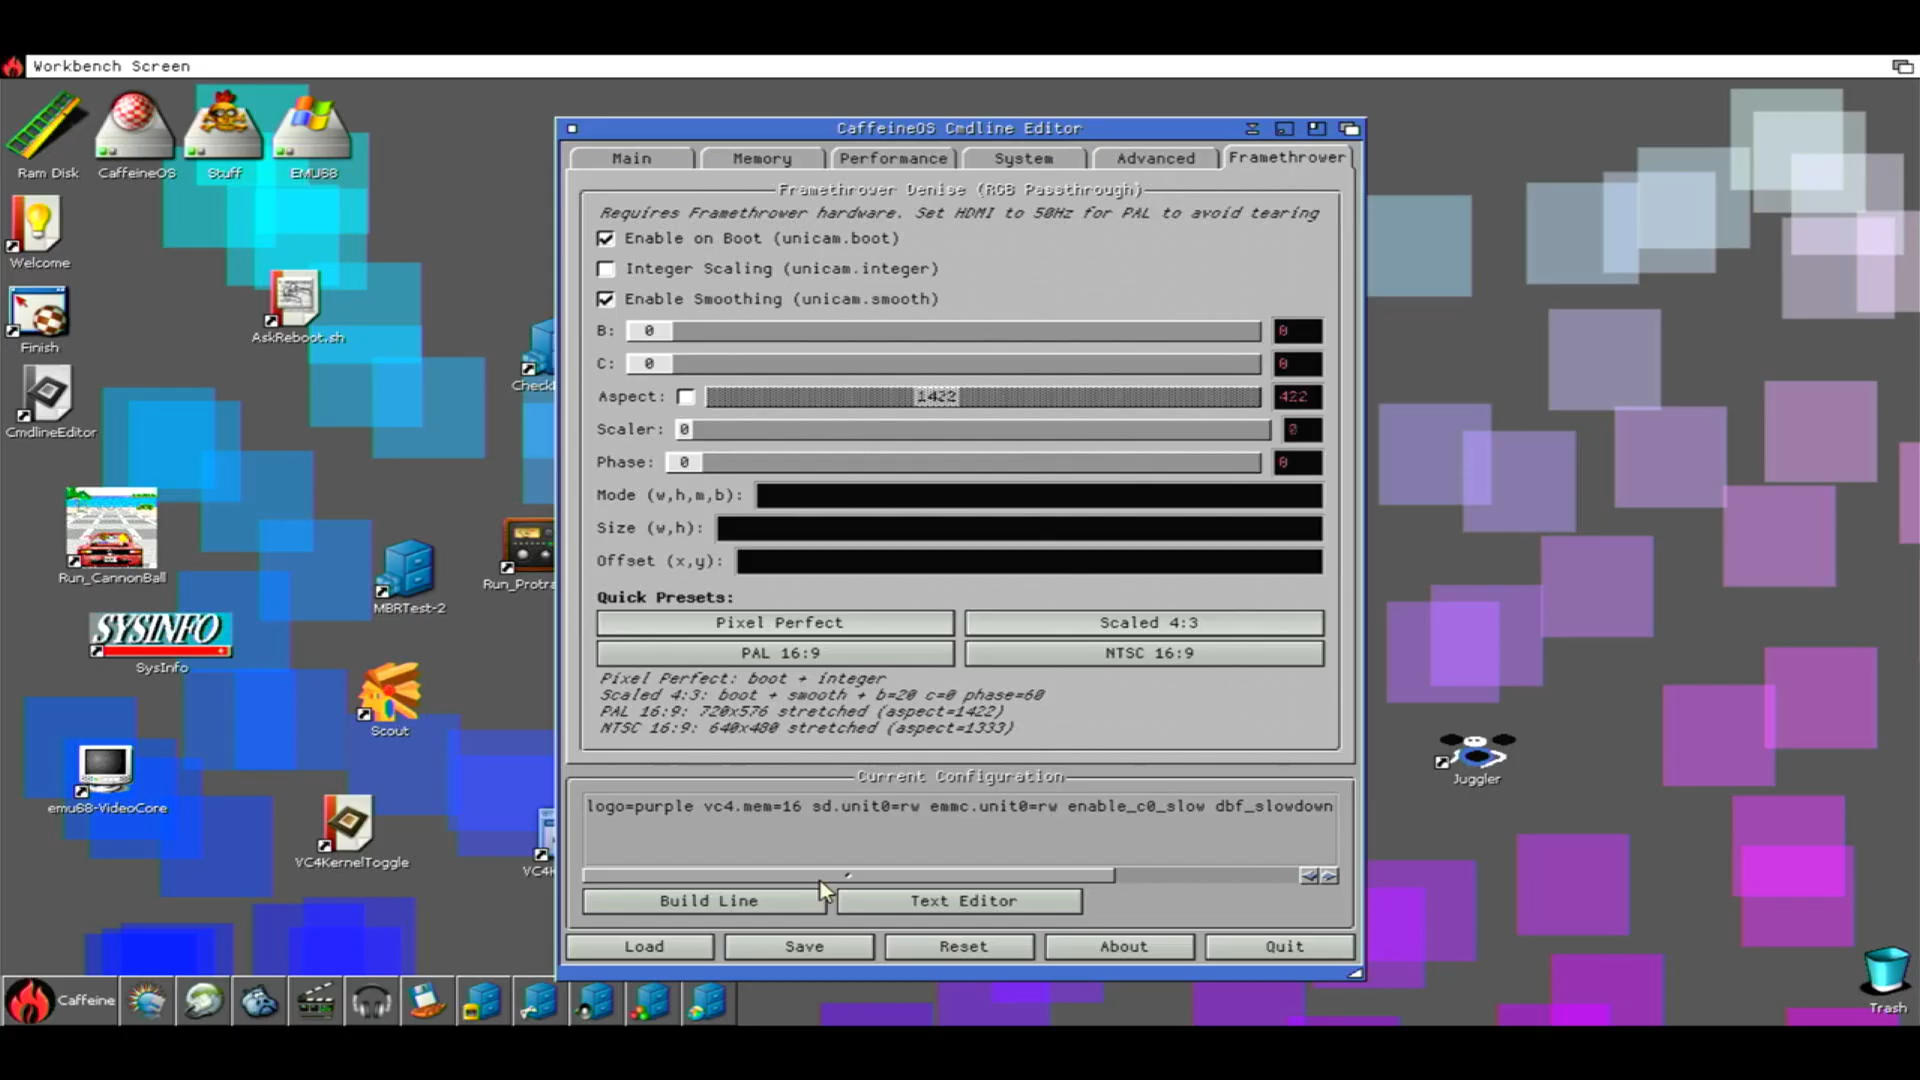 Workbench Screen
Ram Disk
CaffeineOS
Stuff
EMU68
Welcome
AskReboot.sh
Finish
CmdlineEditor
Run_CannonBall
MBRTest-2
SYSINFO
SysInfo
Scout
emu68-VideoCore
VC4KernelToggle
Run_Protra
CaffeineOS Cmdline Editor
Main
Memory
Performance
System
Advanced
Framethrower
Framethrower Denise (RGB Passthrough)
Requires Framethrower hardware. Set HDMI to 50Hz for PAL to avoid tearing
Enable on Boot (unicam.boot)
Integer Scaling (unicam.integer)
Enable Smoothing (unicam.smooth)
B: 0 0
C: 0 0
Aspect: 1422 422
Scaler: 0 0
Phase: 0 0
Mode (w,h,m,b):
Size (w,h):
Offset (x,y):
Quick Presets:
Pixel Perfect
Scaled 4:3
PAL 16:9
NTSC 16:9
Pixel Perfect: boot + integer
Scaled 4:3: boot + smooth + b=20 c=0 phase=60
PAL 16:9: 720x576 stretched (aspect=1422)
NTSC 16:9: 640x480 stretched (aspect=1333)
Current Configuration
logo=purple vc4.mem=16 sd.unit0=rw emmc.unit0=rw enable_c0_slow dbf_slowdown
Build Line
Text Editor
Load
Save
Reset
About
Quit
Juggler
Trash
Caffeine